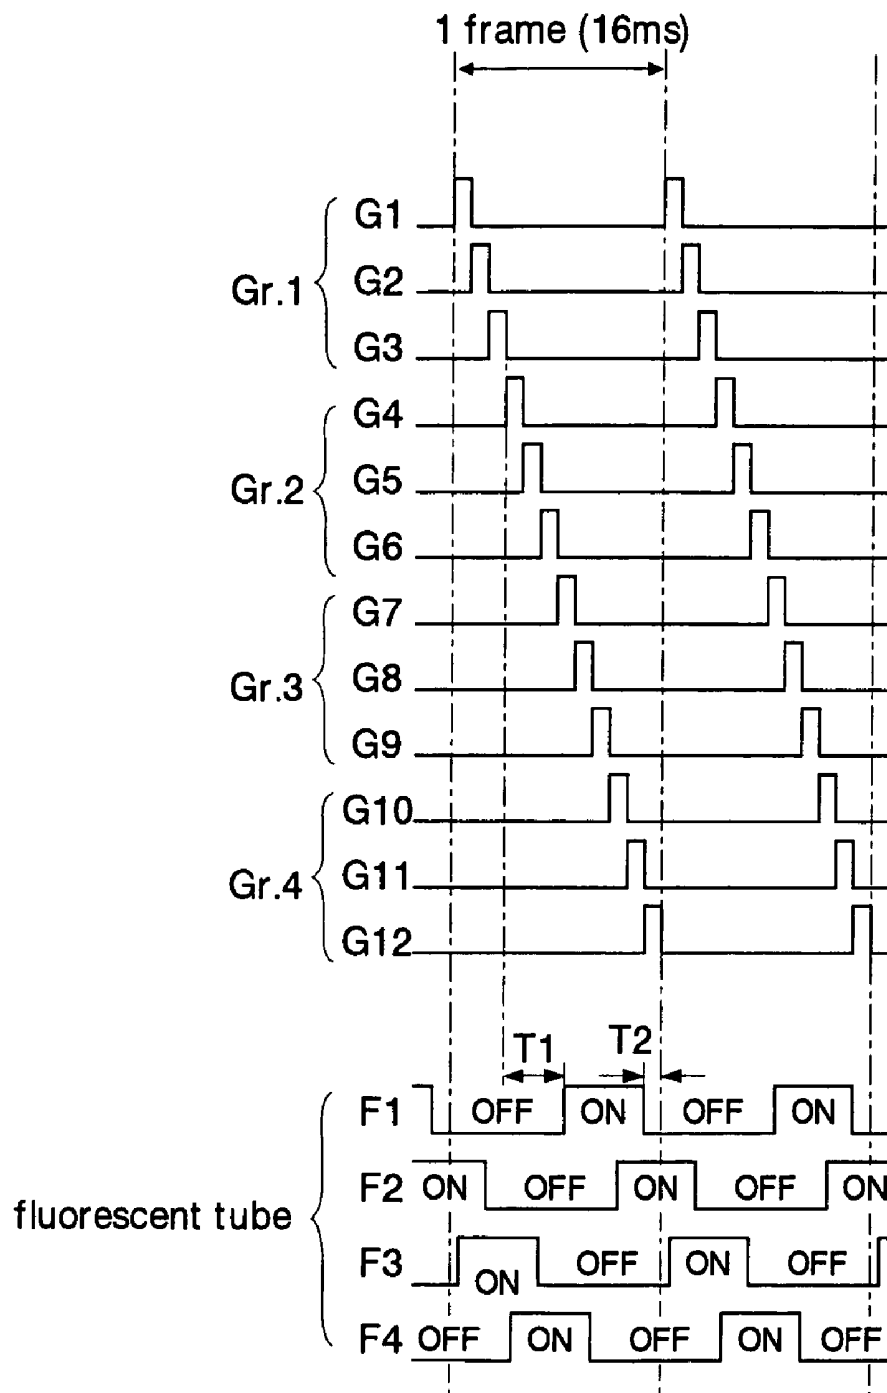 1 frame (16ms)
G1
G2
Gr.1
G3
G4
G5
Gr.2
G6
G7
G8
Gr.3
G9
G10
G11
Gr.4
G12
T1 T2
F1 OFF ON OFF ON
F2 ON OFF ON OFF ON
fluorescent tube
F3 ON OFF ON OFF
F4 OFF ON OFF ON OFF